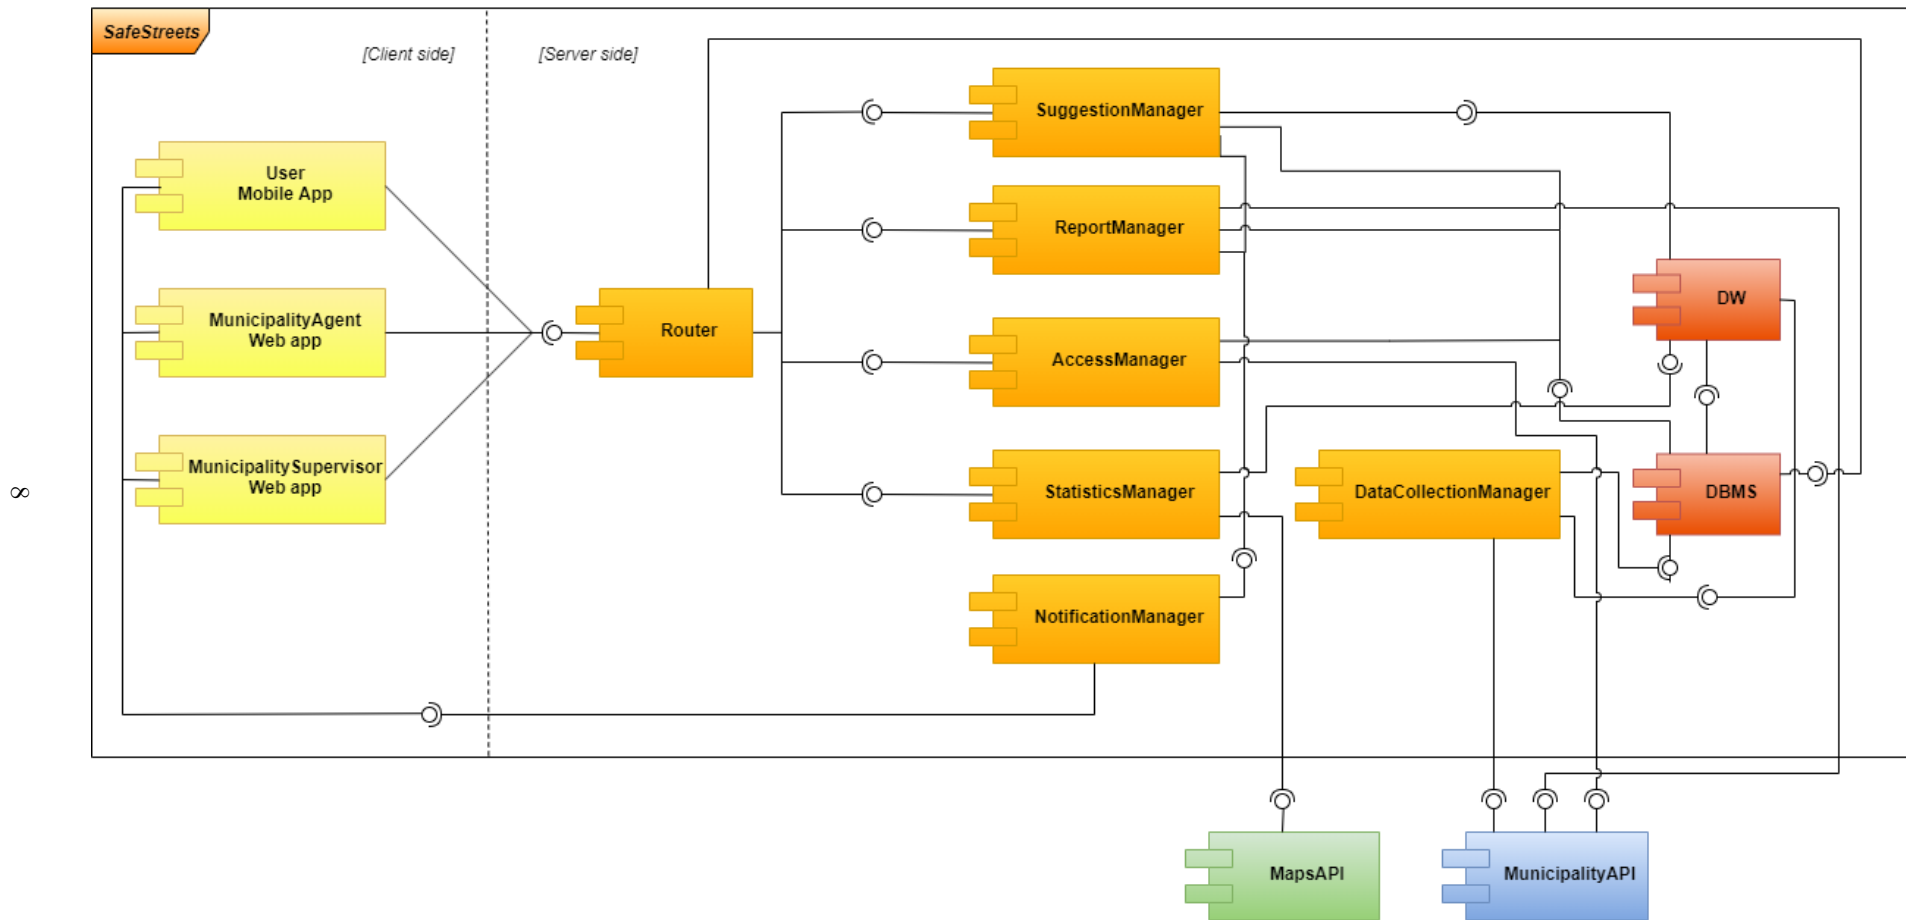 SafeStreets
[Client side]
[Server side]
SuggestionManager
User
Mobile App
ReportManager
DW
MunicipalityAgent
Web app
Router
AccessManager
MunicipalitySupervisor
Web app
StatisticsManager
DataCollectionManager
DBMS
8
NotificationManager
MapsAPI
MunicipalityAPI